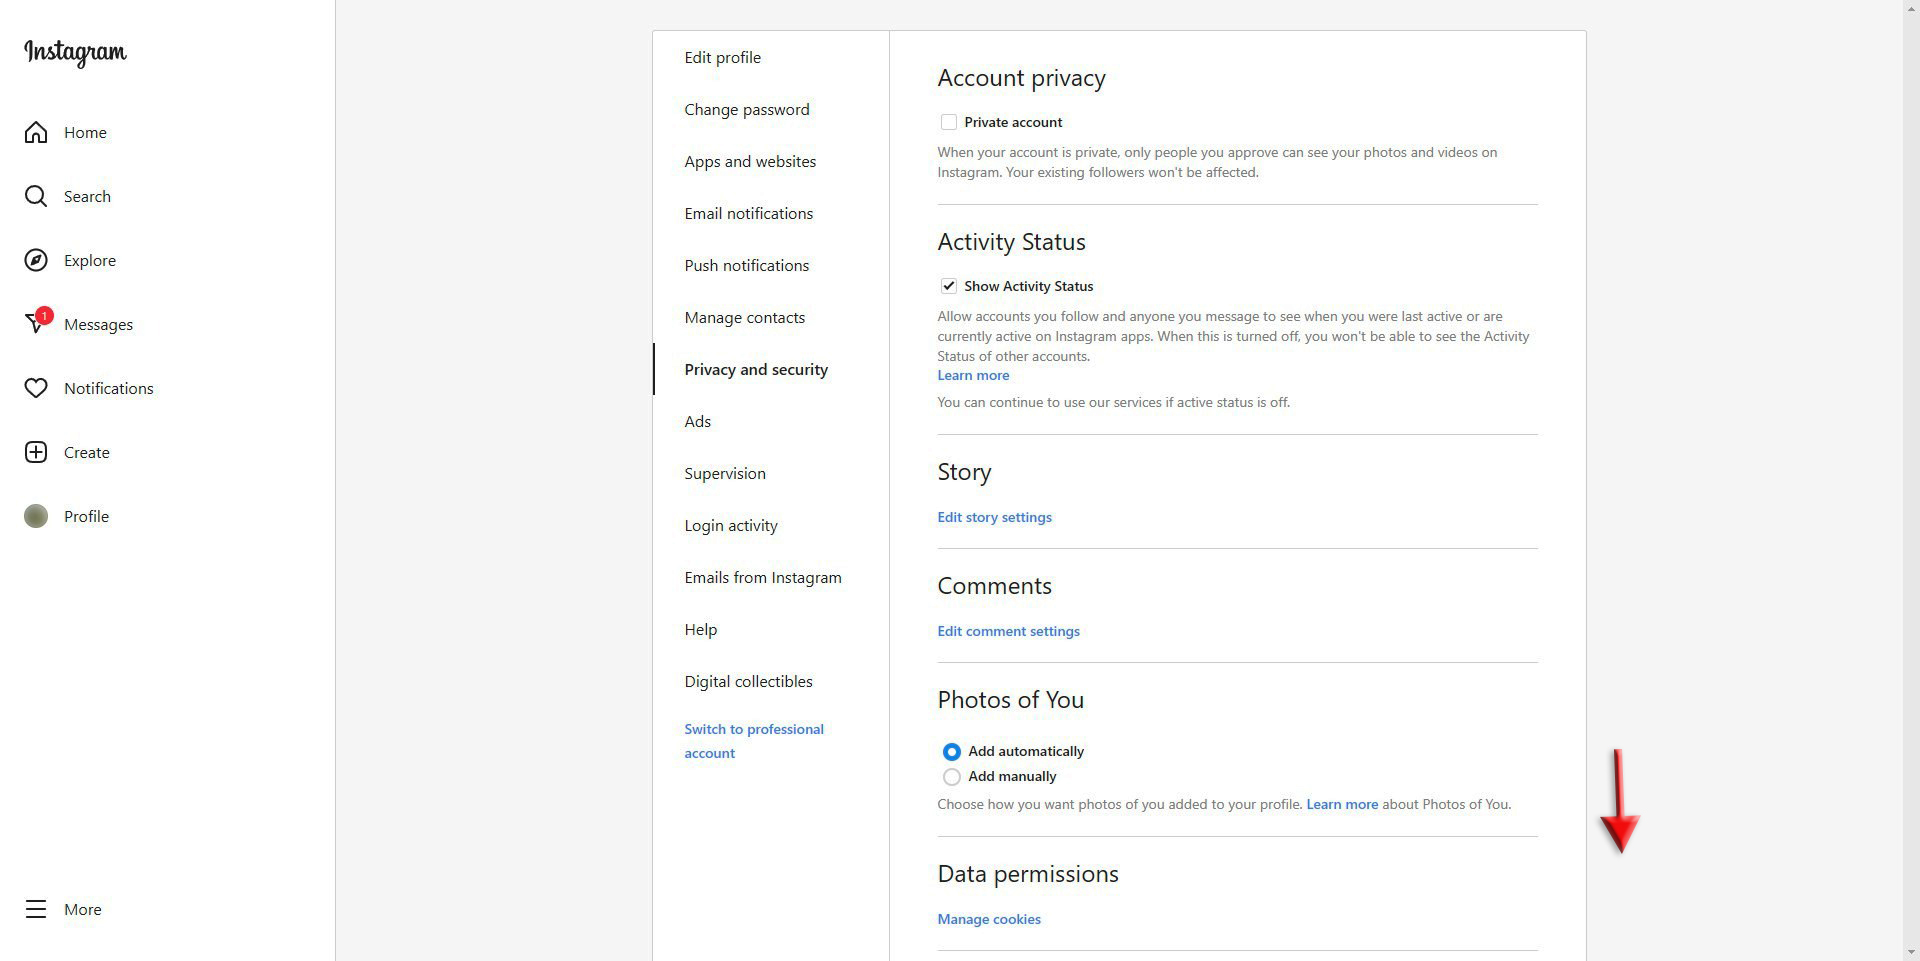 Instagram
Home
Search
Explore
1
Messages
Notifications
Create
Profile
More
Edit profile
Change password
Apps and websites
Email notifications
Push notifications
Manage contacts
Privacy and security
Ads
Supervision
Login activity
Emails from Instagram
Help
Digital collectibles
Switch to professional
account
Account privacy
Private account
When your account is private, only people you approve can see your photos and videos on
Instagram. Your existing followers won't be affected.
Activity Status
Show Activity Status
Allow accounts you follow and anyone you message to see when you were last active or are
currently active on Instagram apps. When this is turned off, you won't be able to see the Activity
Status of other accounts.
Learn more
You can continue to use our services if active status is off.
Story
Edit story settings
Comments
Edit comment settings
Photos of You
Add automatically
Add manually
Choose how you want photos of you added to your profile. Learn more about Photos of You.
Data permissions
Manage cookies